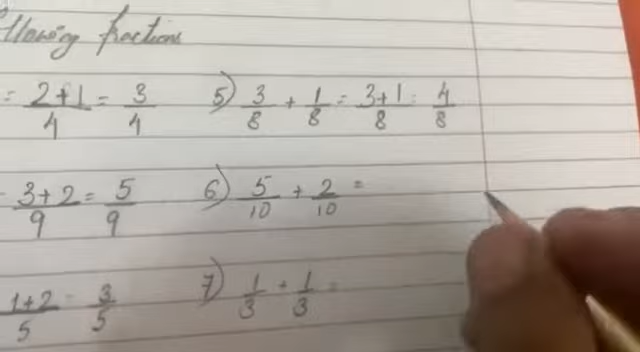 llowing fractions
= 2+1/4 = 3/4 5) 3/8 + 1/8 = 3+1/8 = 4/8
3+2/9 = 5/9 6) 5/10 + 2/10 =
1+2/5 = 3/5 7) 1/3 + 1/3 =